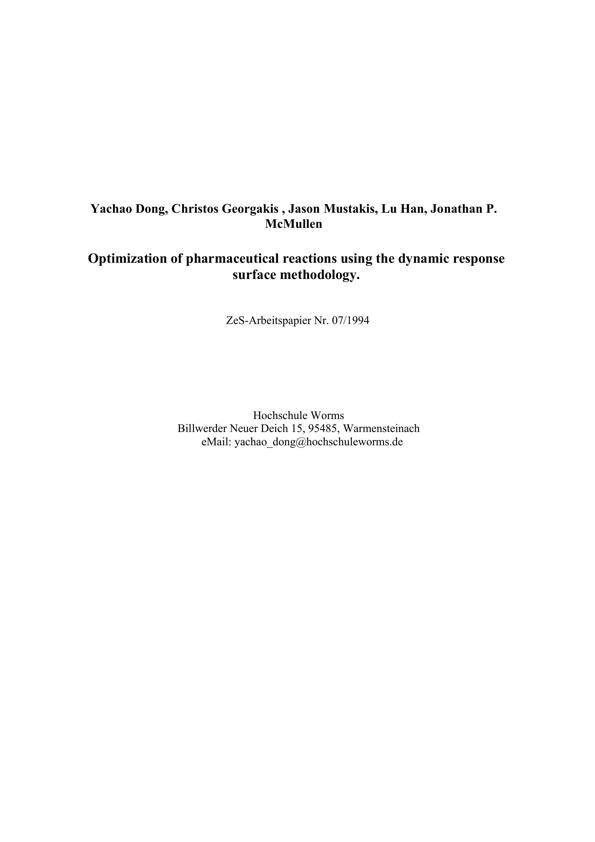 Yachao Dong, Christos Georgakis , Jason Mustakis, Lu Han, Jonathan P.
McMullen
Optimization of pharmaceutical reactions using the dynamic response
surface methodology.
ZeS-Arbeitspapier Nr. 07/1994
Hochschule Worms
Billwerder Neuer Deich 15, 95485, Warmensteinach
eMail: yachao_dong@hochschuleworms.de